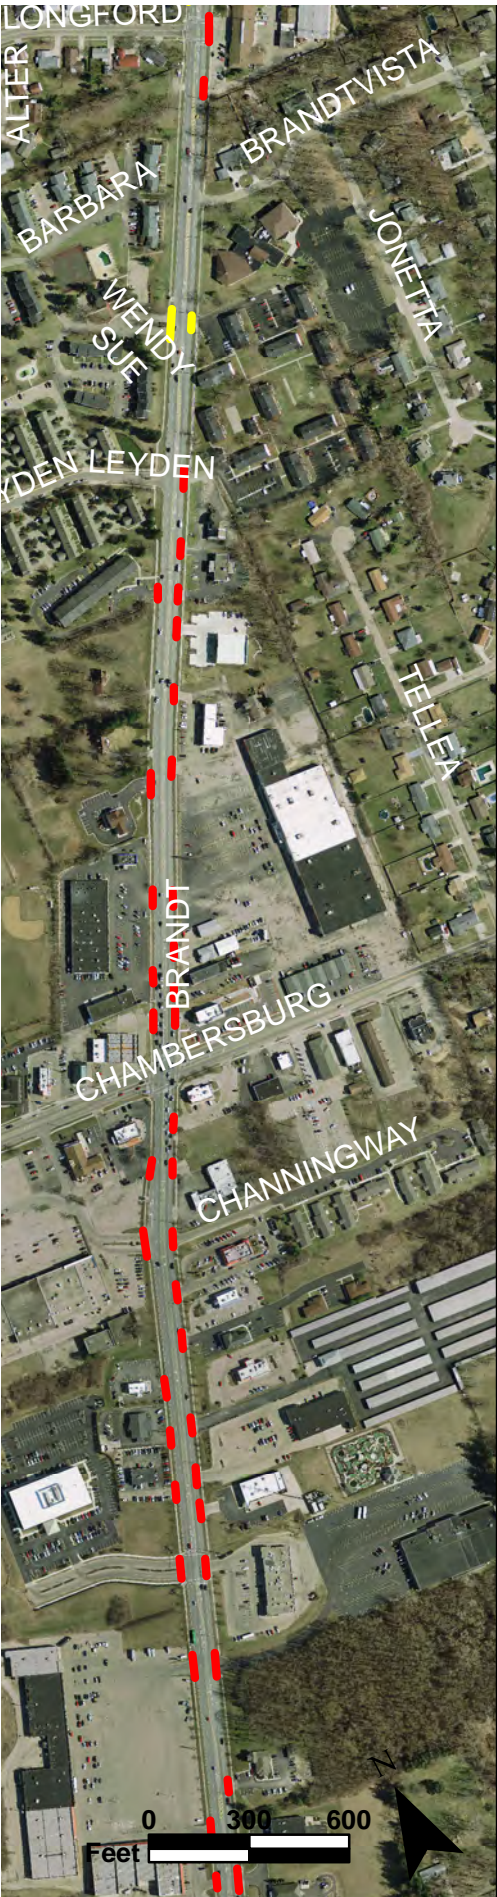 LONGFORD
ALTER
BRANDTVISTA
BARBARA
JONETTA
WENDY
SUE
YDEN LEYDEN
TELLEA
BRANDT
CHAMBERSBURG
CHANNINGWAY
N
0 300 600
Feet